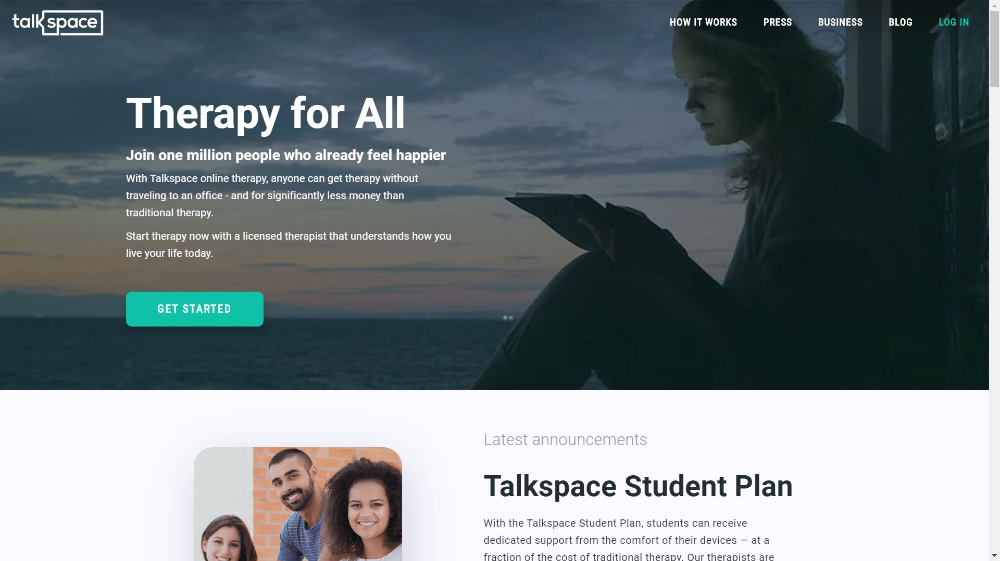 talkspace
HOW IT WORKS
PRESS
BUSINESS
BLOG
LOG IN
Therapy for All
Join one million people who already feel happier
With Talkspace online therapy, anyone can get therapy without
traveling to an office - and for significantly less money than
traditional therapy.
Start therapy now with a licensed therapist that understands how you
live your life today.
GET STARTED
Latest announcements
Talkspace Student Plan
With the Talkspace Student Plan, students can receive
dedicated support from the comfort of their devices — at a
fraction of the cost of traditional therapy. Our therapists are